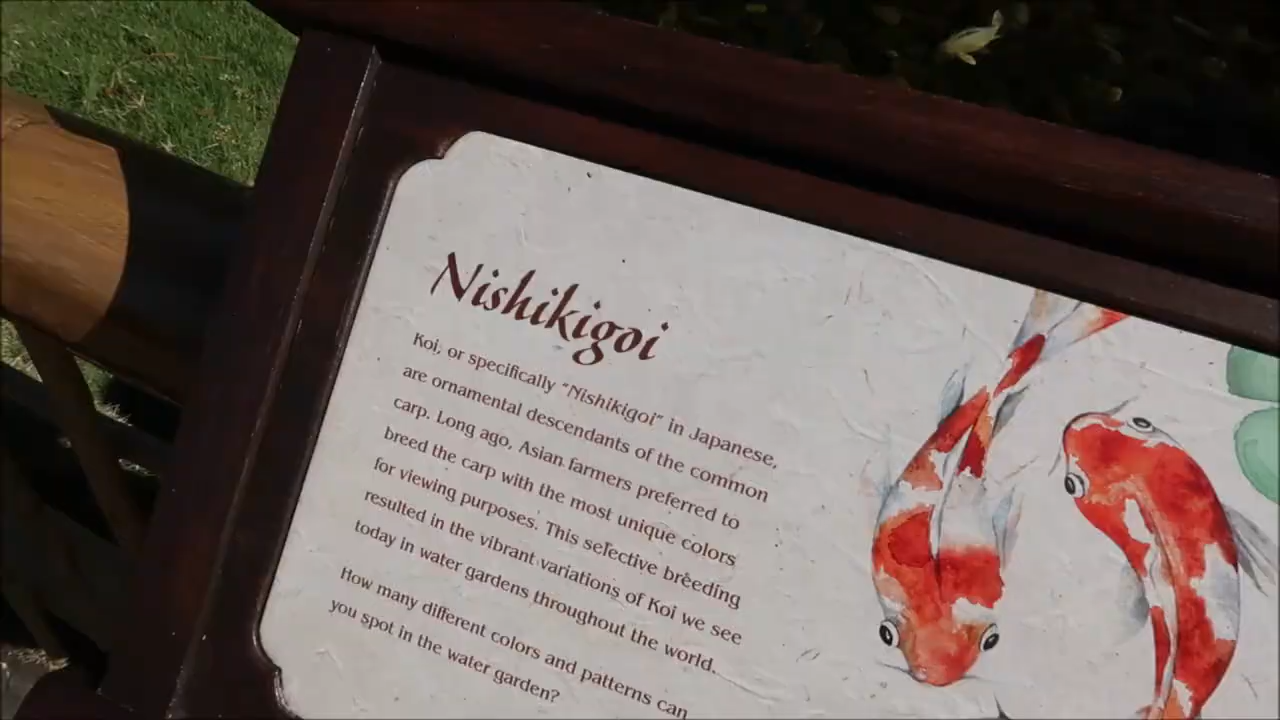 Nishikigoi
Koi, or specifically “Nishikigoi” in Japanese,
are ornamental descendants of the common
carp. Long ago, Asian farmers preferred to
breed the carp with the most unique colors
for viewing purposes. This selective breeding
resulted in the vibrant variations of Koi we see
today in water gardens throughout the world.
How many different colors and patterns can
you spot in the water garden?